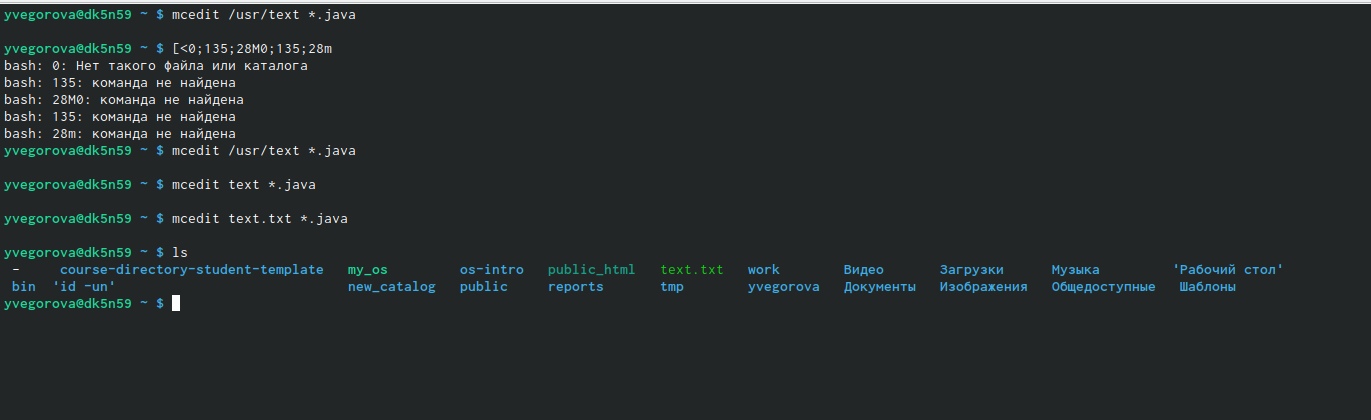 yvegorova@dk5n59 ~ $ mcedit /usr/text *.java
yvegorova@dk5n59 ~ $ [<0;135;28M0;135;28m
bash: 0: Нет такого файла или каталога
bash: 135: команда не найдена
bash: 28M0: команда не найдена
bash: 135: команда не найдена
bash: 28m: команда не найдена
yvegorova@dk5n59 ~ $ mcedit /usr/text *.java
yvegorova@dk5n59 ~ $ mcedit text *.java
yvegorova@dk5n59 ~ $ mcedit text.txt *.java
yvegorova@dk5n59 ~ $ ls
- course-directory-student-template my_os os-intro public_html text.txt work Видео Загрузки Музыка 'Рабочий стол'
bin 'id -un' new_catalog public reports tmp yvegorova Документы Изображения Общедоступные Шаблоны
yvegorova@dk5n59 ~ $